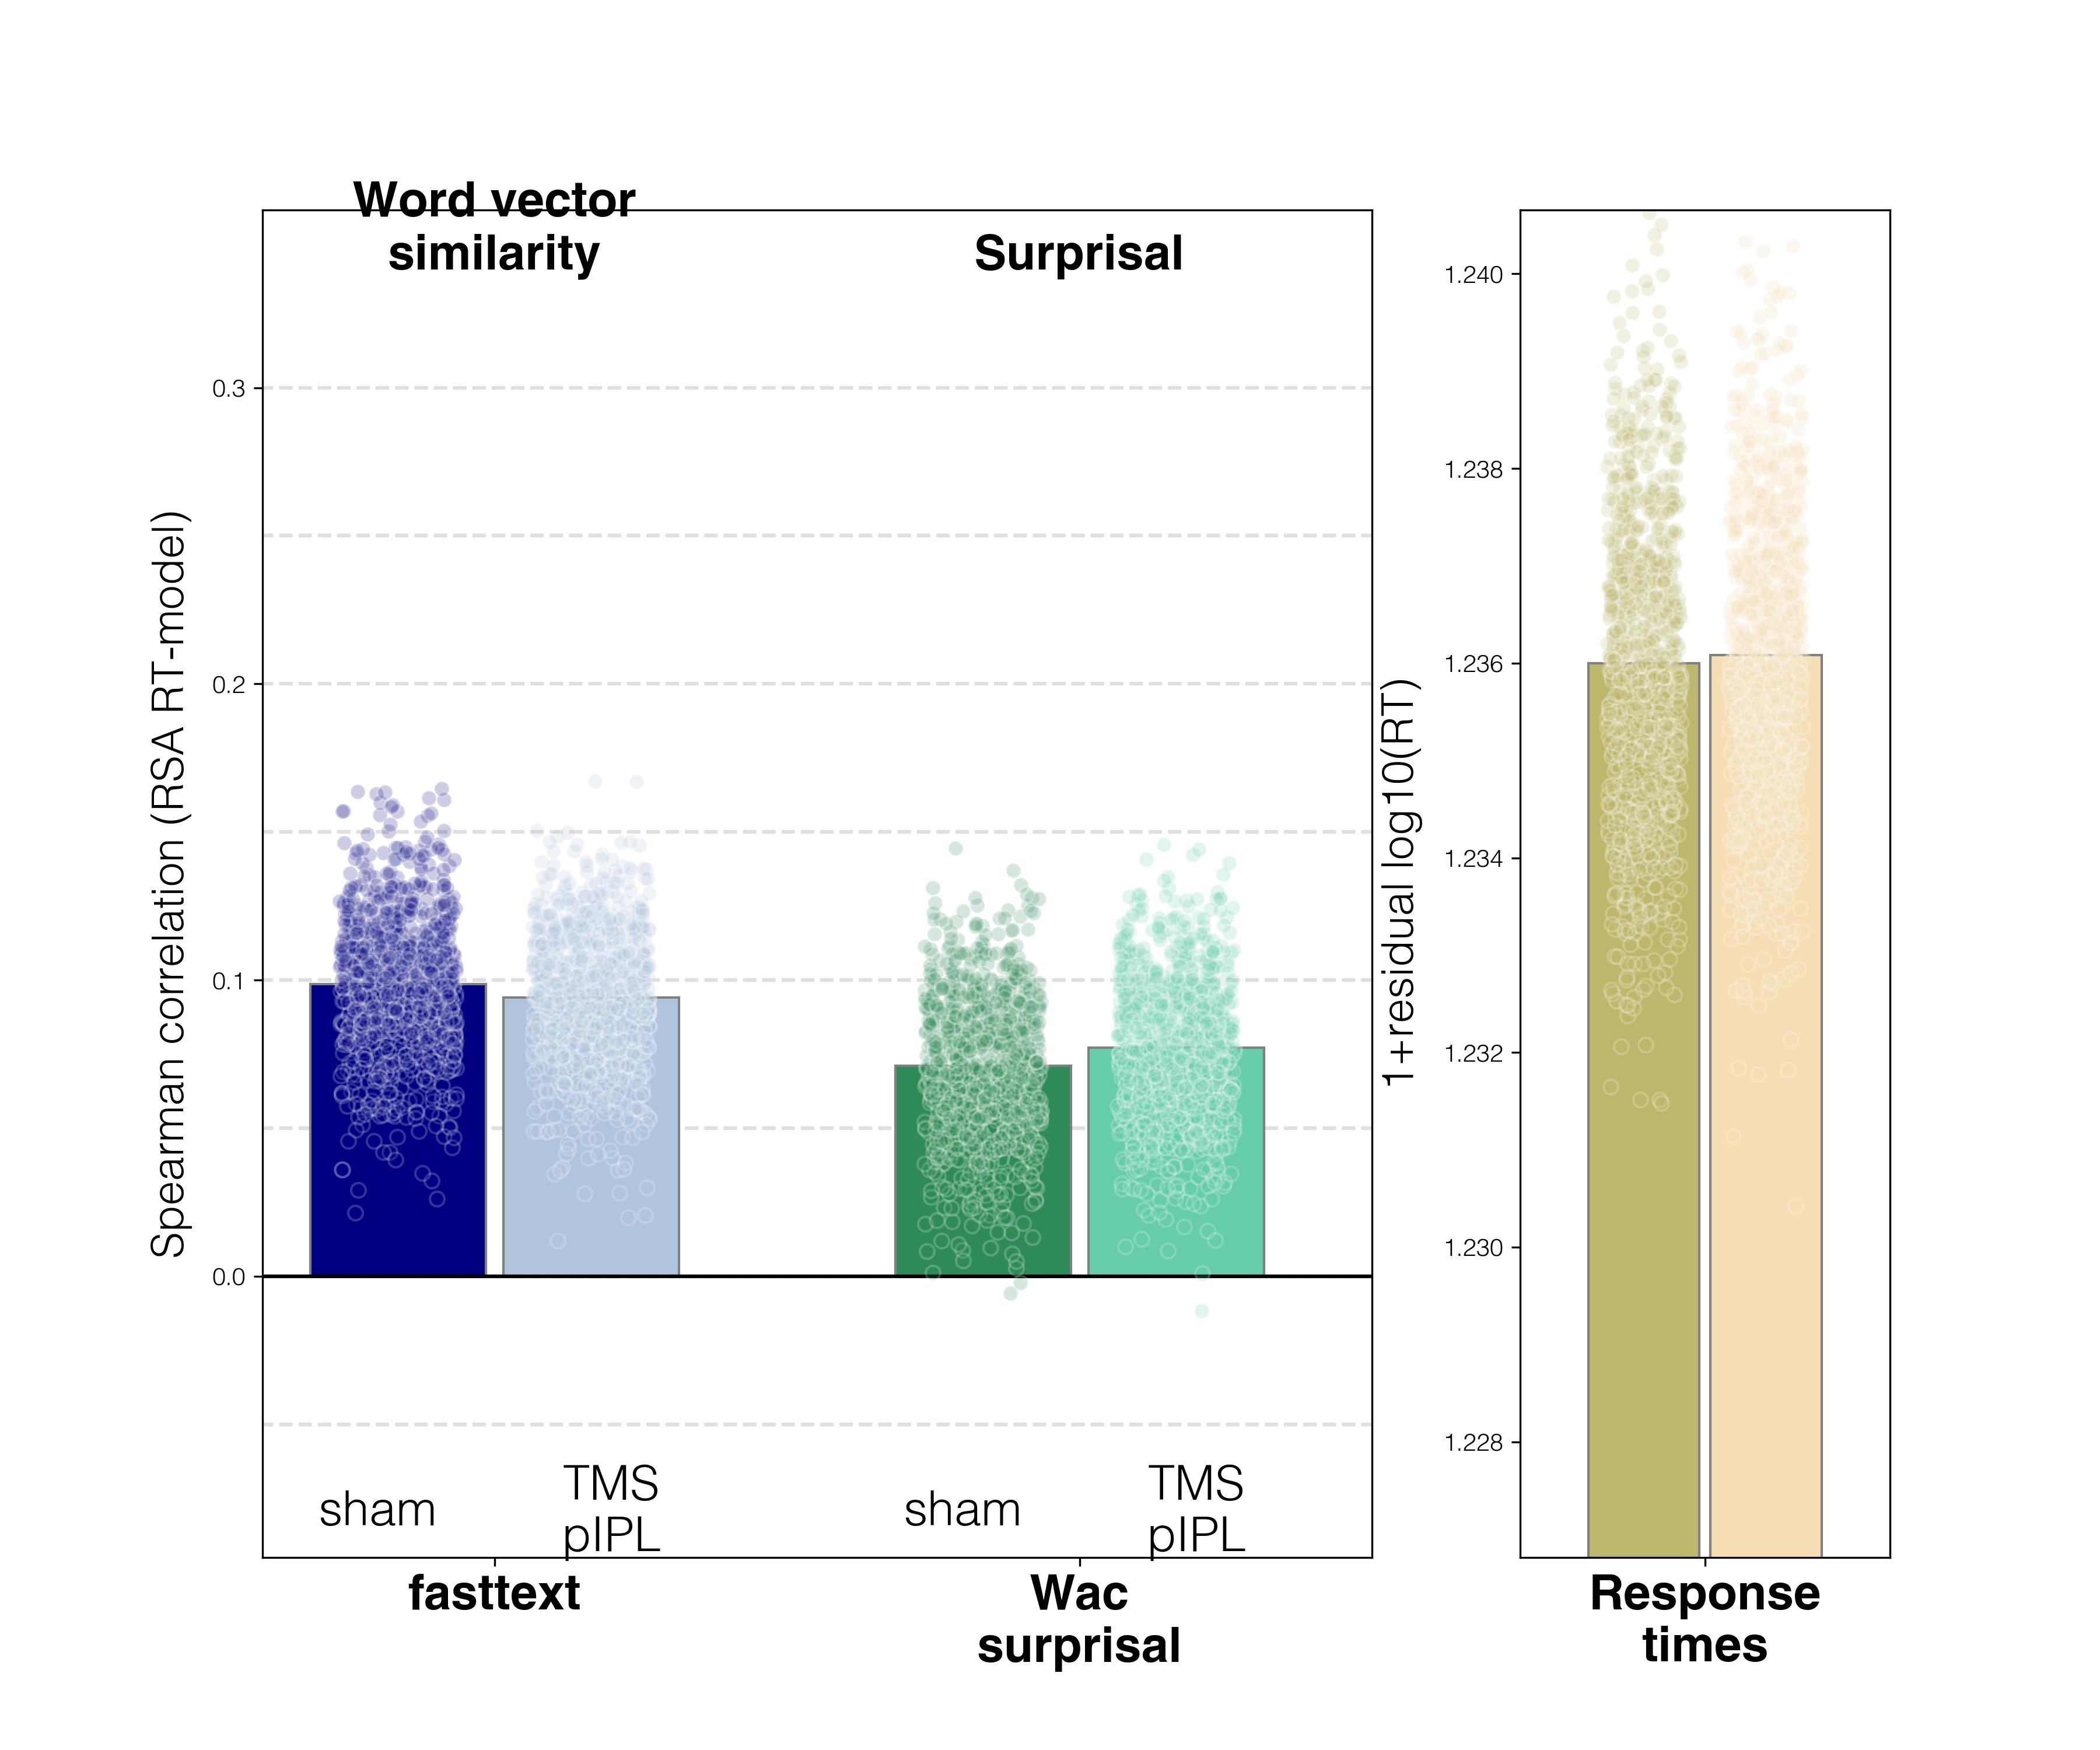 Word vector
similarity
Surprisal
Spearman correlation (RSA RT-model)
0.3
0.2
0.1
0.0
sham
TMS
pIPL
sham
TMS
pIPL
fasttext
Wac
surprisal
1+residual log10(RT)
1.240
1.238
1.236
1.234
1.232
1.230
1.228
Response
times